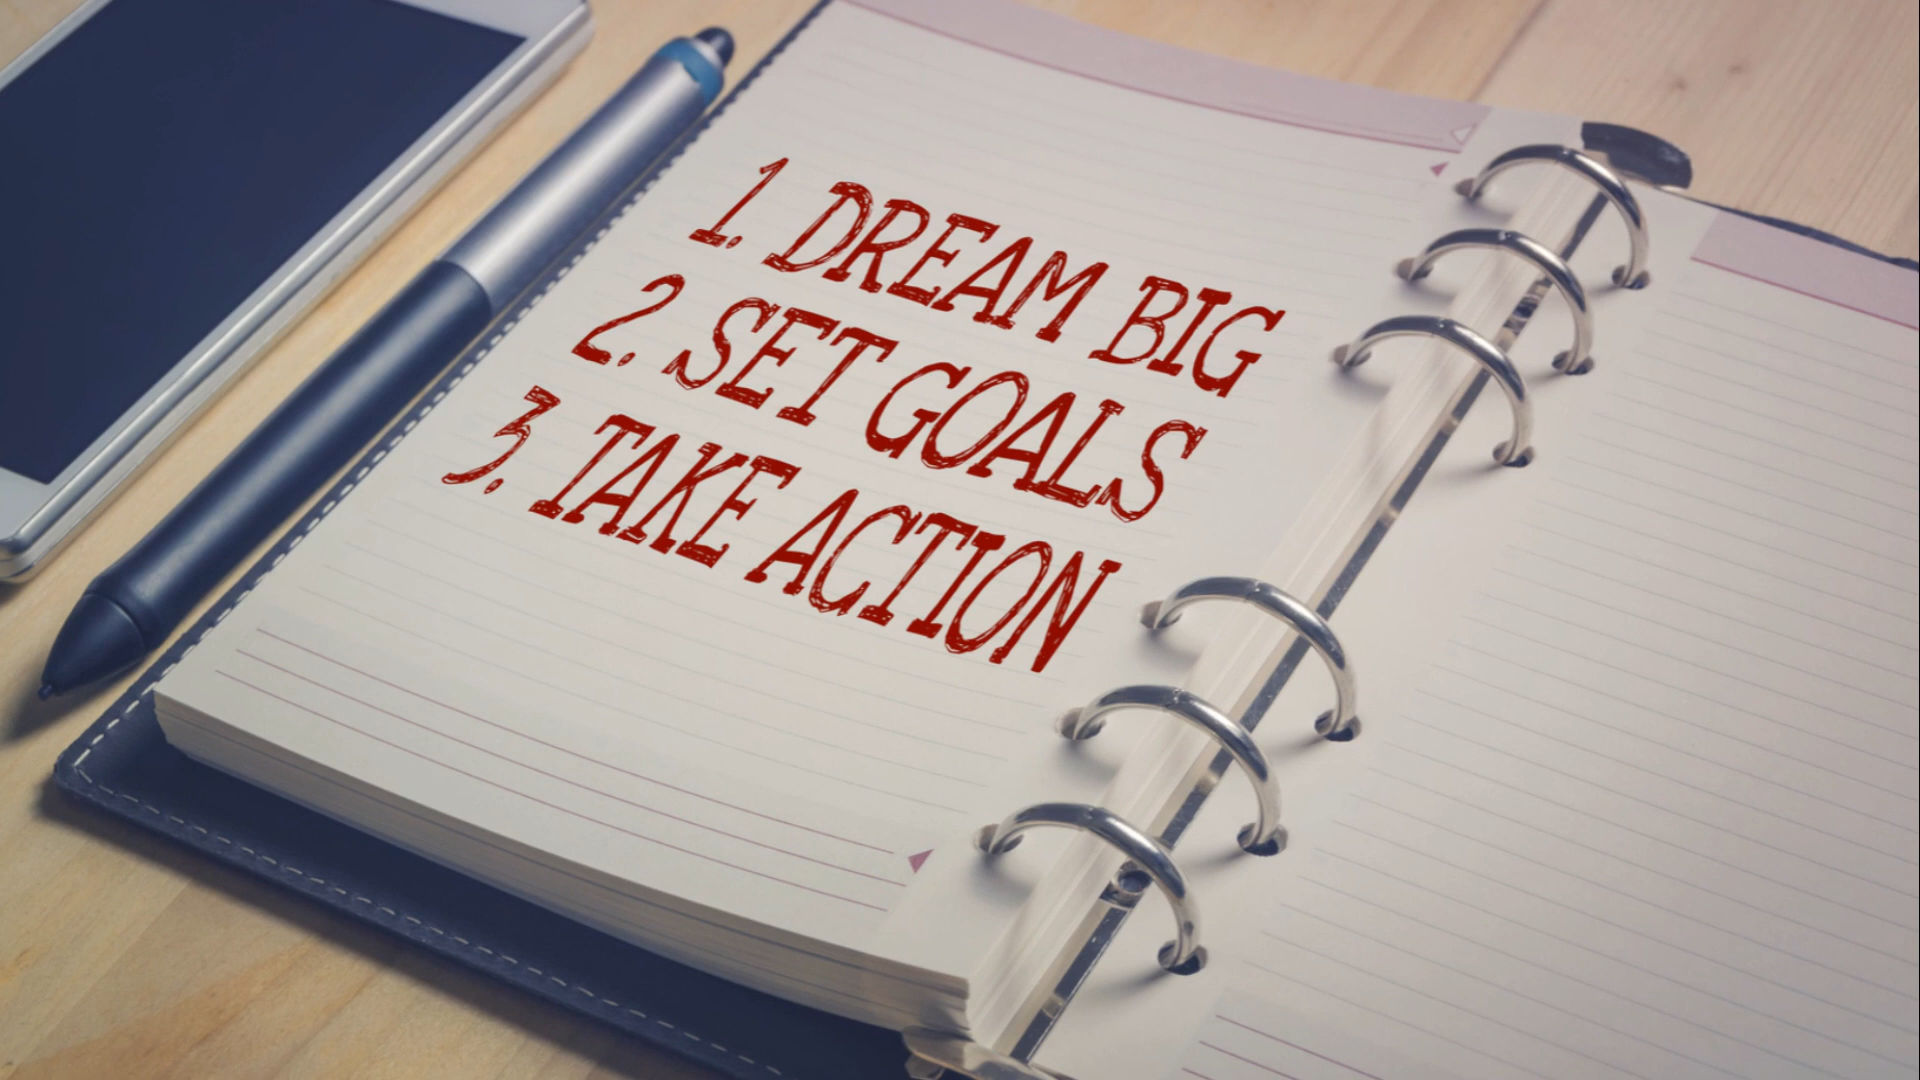 1. DREAM BIG
2. SET GOALS
3. TAKE ACTION